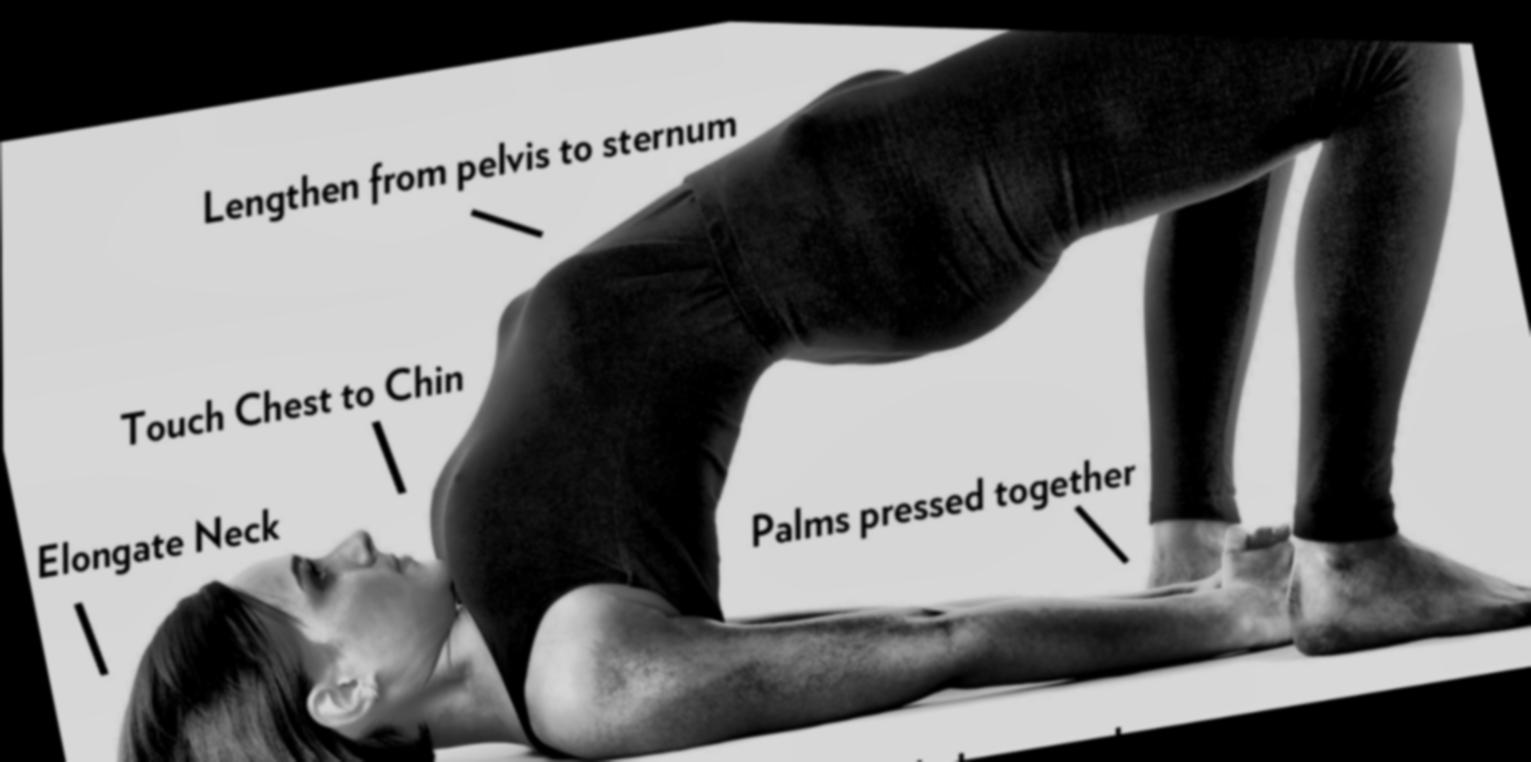 Lengthen from pelvis to sternum
Touch Chest to Chin
Elongate Neck
Palms pressed together